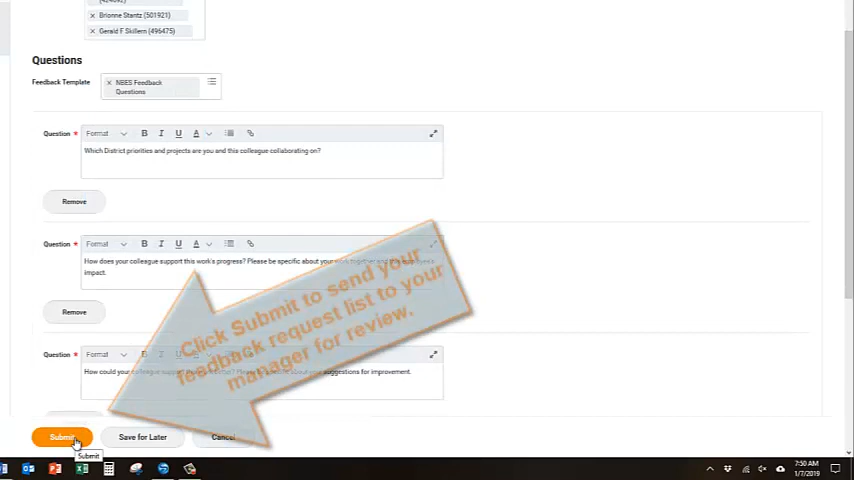 Brionne Stantz (501921)
Gerald F Skillern (496475)
Questions
Feedback Template
NBES Feedback
Questions
Question *
Format
B I U A
Which District priorities and projects are you and this colleague collaborating on?
Remove
Question *
Format
B I U A
How does your colleague support this work's progress? Please be specific about your
impact.
Remove
Click Submit to send your
feedback request list to your
manager for review.
Question *
Format
B I U A
How could your colleague support
suggestions for improvement.
Submit
Save for Later
Cancel
Submit
7:50 AM
1/7/2019